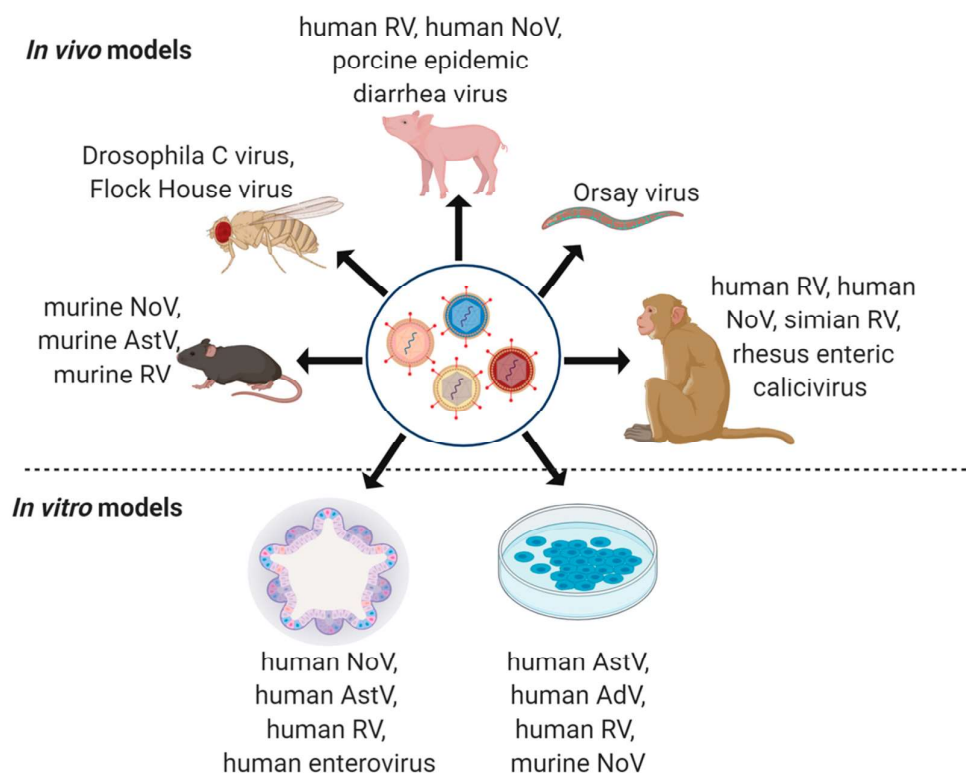 In vivo models
human RV, human NoV,
porcine epidemic
diarrhea virus
Drosophila C virus,
Flock House virus
Orsay virus
murine NoV,
murine AstV,
murine RV
human RV, human
NoV, simian RV,
rhesus enteric
calicivirus
In vitro models
human NoV,
human AstV,
human RV,
human enterovirus
human AstV,
human AdV,
human RV,
murine NoV